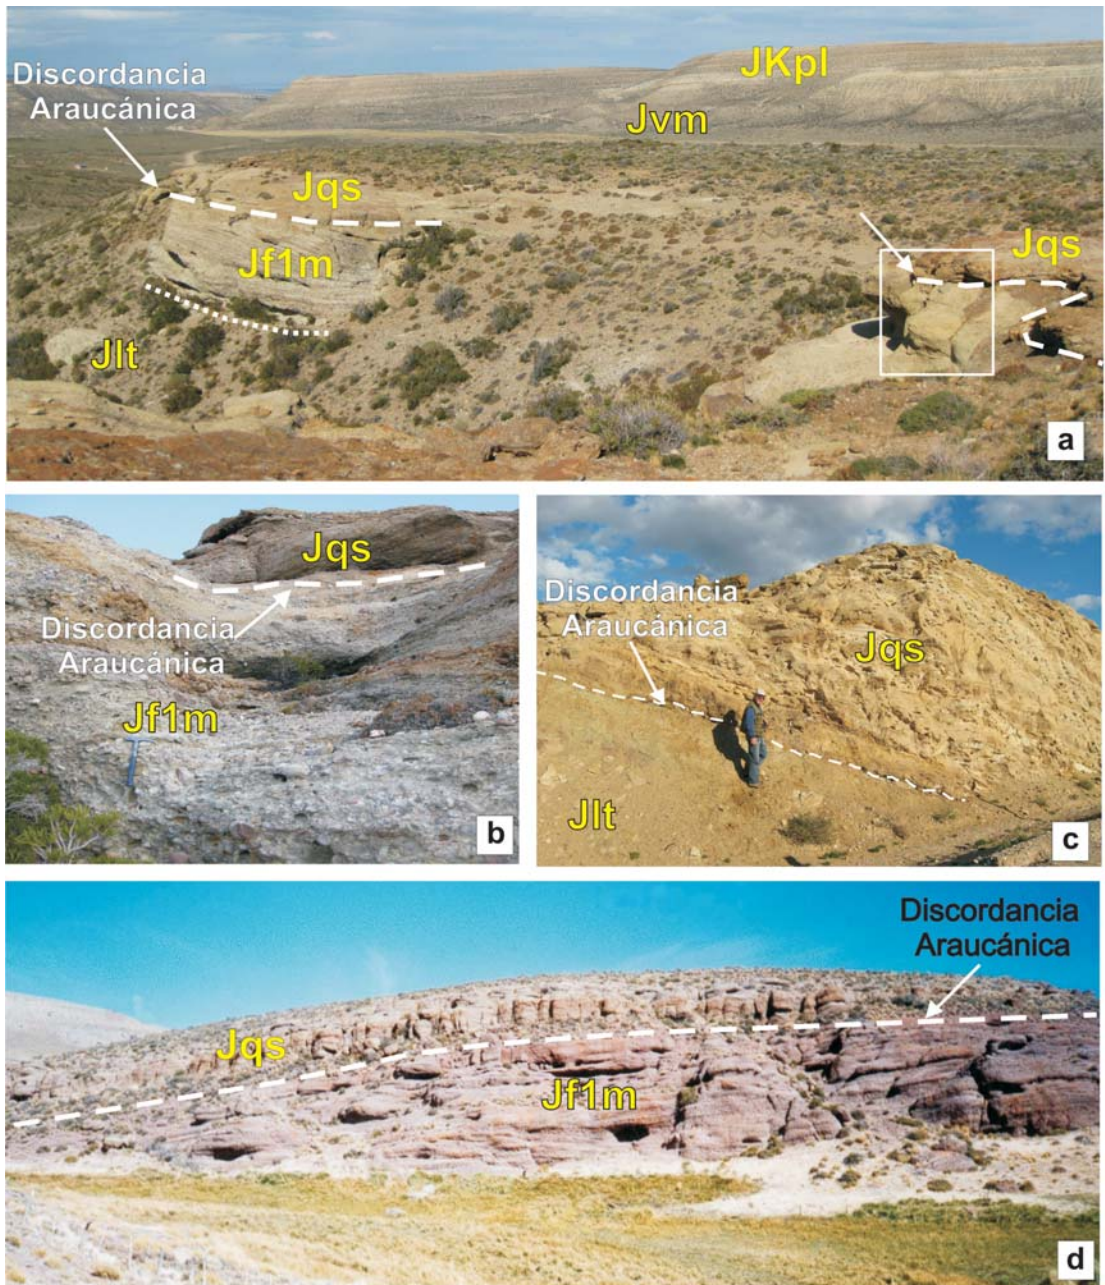 JKpl
Discordancia
Araucánica
Jvm
Jqs
Jf1m
Jqs
Jlt
a
Jqs
Discordancia
Araucánica
Jf1m
b
Discordancia
Araucánica
Jqs
Jlt
c
Discordancia
Araucánica
Jqs
Jf1m
d